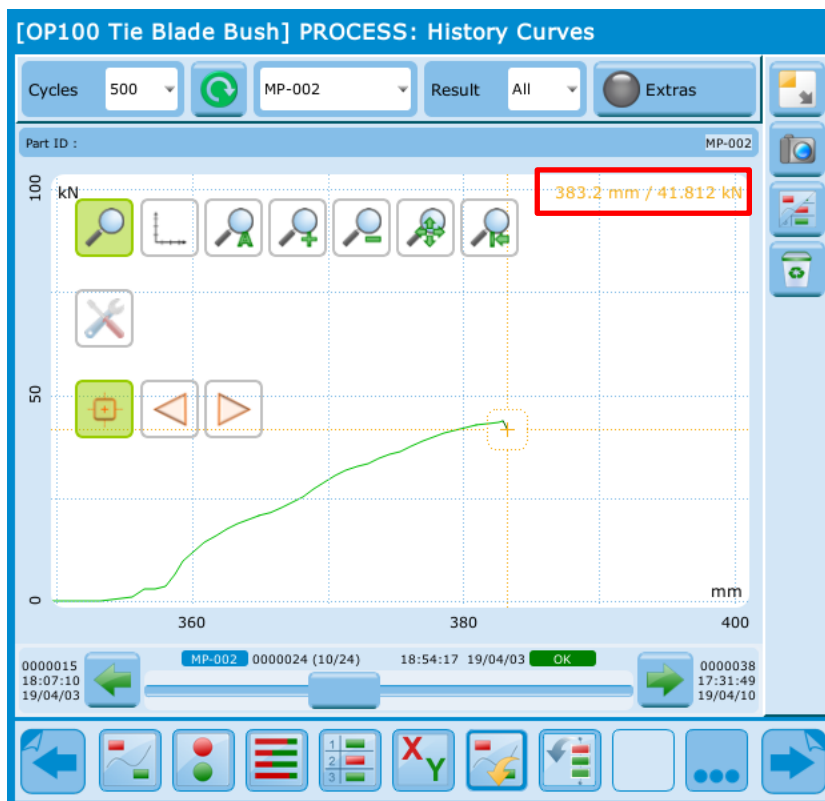 [OP100 Tie Blade Bush] PROCESS: History Curves
Cycles 500 MP-002 Result All Extras
Part ID : MP-002
100 kN 383.2 mm / 41.812 kN
A
50
0 mm
360 380 400
0000015 MP-002 0000024 (10/24) 18:54:17 19/04/03 OK 0000038
18:07:10 17:31:49
19/04/03 19/04/10
1 2 3 X Y